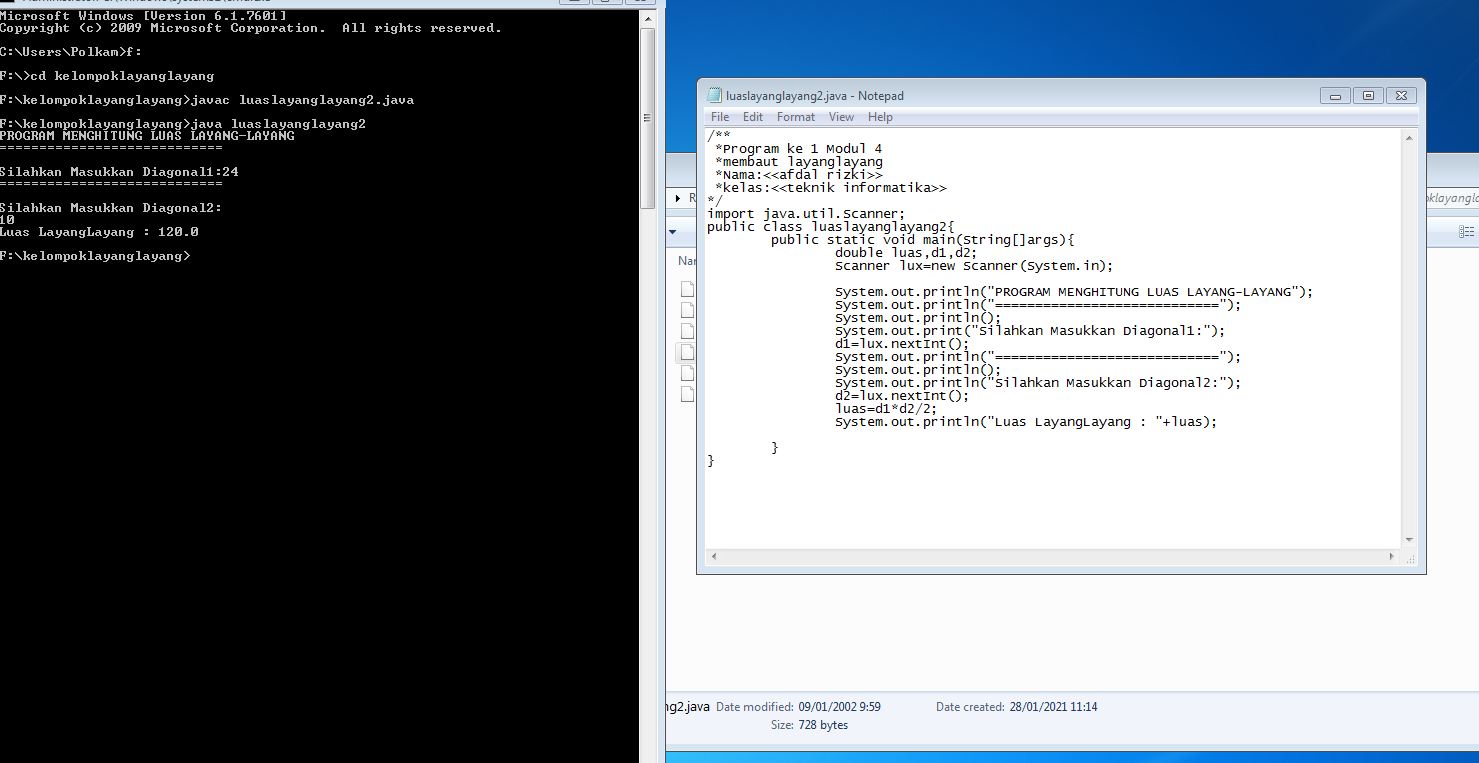 Microsoft Windows [Version 6.1.7601]
Copyright (c) 2009 Microsoft Corporation.  All rights reserved.
C:\Users\Polkam>f:
F:\>cd kelompoklayanglayang
F:\kelompoklayanglayang>javac luaslayanglayang2.java
F:\kelompoklayanglayang>java luaslayanglayang2
PROGRAM MENGHITUNG LUAS LAYANG-LAYANG
============================
Silahkan Masukkan Diagonal1:24
============================
Silahkan Masukkan Diagonal2:
10
Luas LayangLayang : 120.0
F:\kelompoklayanglayang>
luaslayanglayang2.java - Notepad
File Edit Format View Help
/**
*Program ke 1 Modul 4
*membaut layanglayang
*Nama:<<afdal rizki>>
*kelas:<<teknik informatika>>
*/
import java.util.Scanner;
public class luaslayanglayang2{
public static void main(String[]args){
double luas,d1,d2;
Scanner lux=new Scanner(System.in);
System.out.println("PROGRAM MENGHITUNG LUAS LAYANG-LAYANG");
System.out.println("============================");
System.out.println();
System.out.print("Silahkan Masukkan Diagonal1:");
d1=lux.nextInt();
System.out.println("============================");
System.out.println();
System.out.println("Silahkan Masukkan Diagonal2:");
d2=lux.nextInt();
luas=d1*d2/2;
System.out.println("Luas LayangLayang : "+luas);
}
}
ng2.java Date modified: 09/01/2002 9:59 Date created: 28/01/2021 11:14
Size: 728 bytes